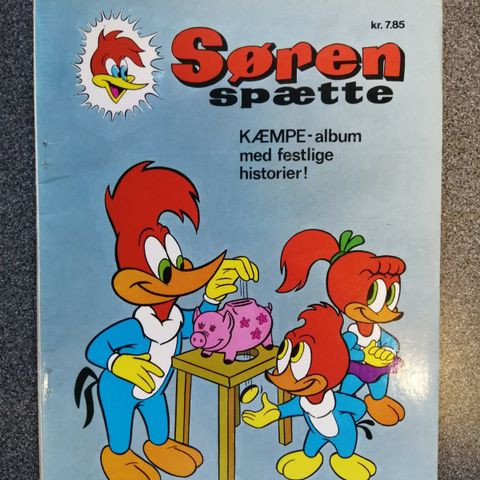 kr. 7.85
Søren
spætte
KÆMPE-album
med festlige
historier!